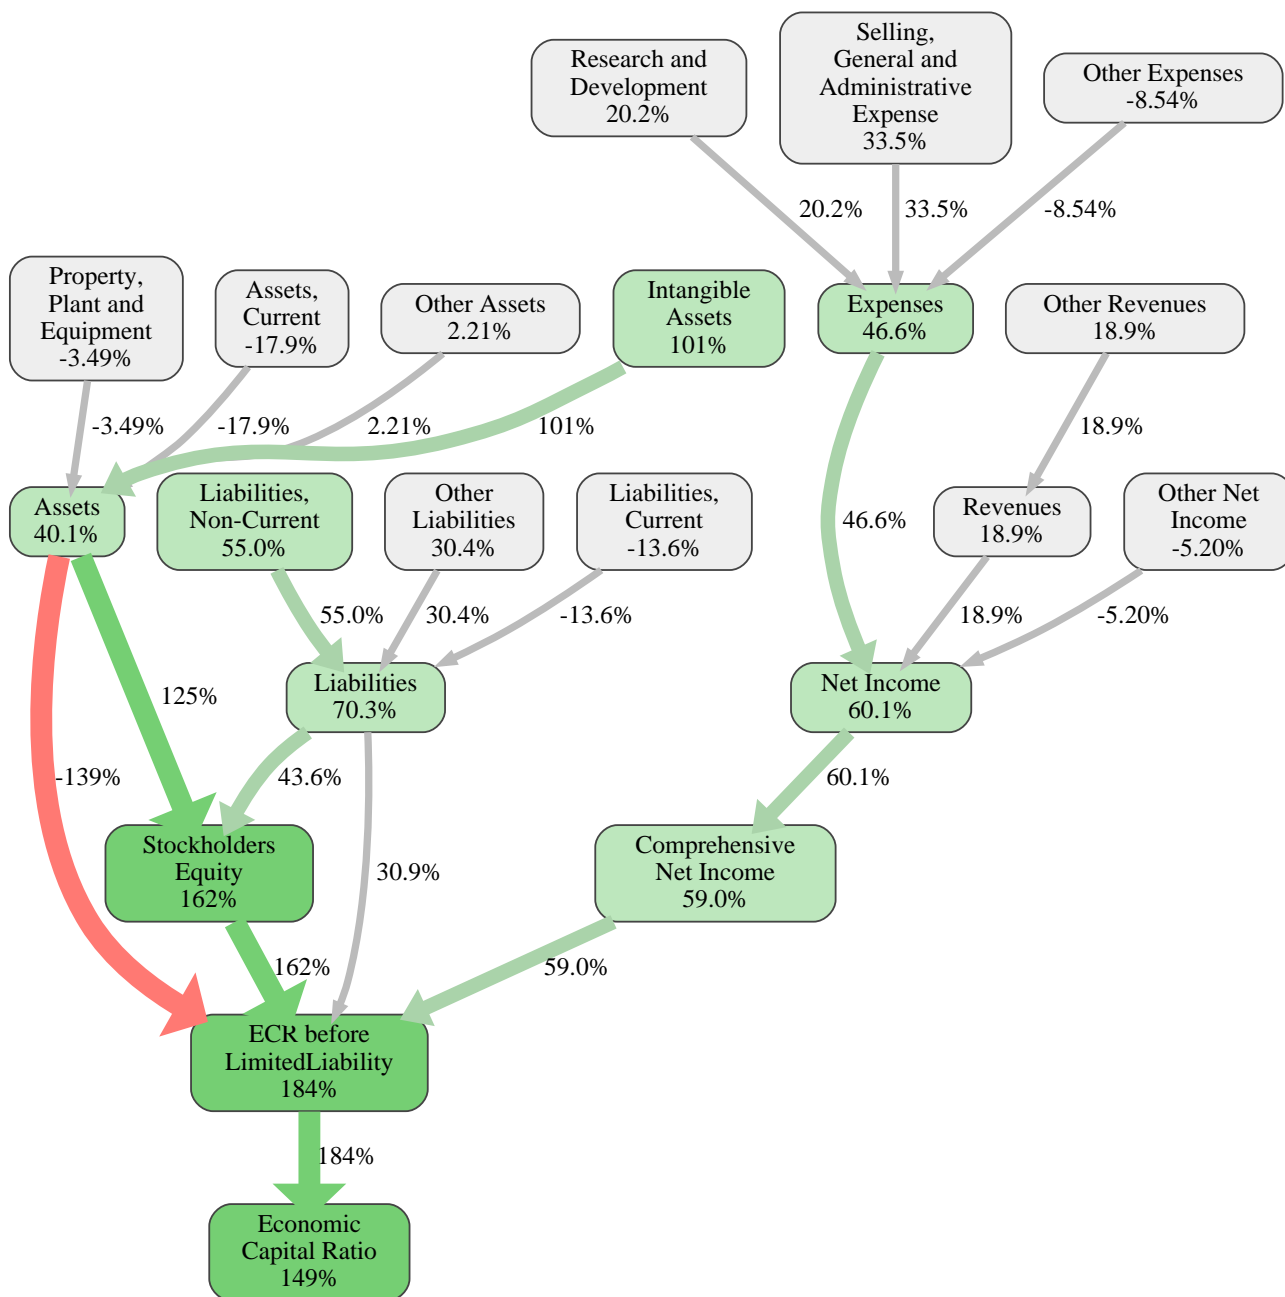 Research and
Development
20.2%
Selling,
General and
Administrative
Expense
33.5%
Other Expenses
-8.54%
20.2%
33.5%
-8.54%
Property,
Plant and
Equipment
-3.49%
Assets,
Current
-17.9%
Other Assets
2.21%
Intangible
Assets
101%
Expenses
46.6%
Other Revenues
18.9%
-3.49%
-17.9%
2.21%
101%
18.9%
Assets
40.1%
Liabilities,
Non-Current
55.0%
Other
Liabilities
30.4%
Liabilities,
Current
-13.6%
46.6%
Revenues
18.9%
Other Net
Income
-5.20%
55.0%
30.4%
-13.6%
18.9%
-5.20%
Liabilities
70.3%
Net Income
60.1%
125%
-139%
43.6%
60.1%
Stockholders
Equity
162%
30.9%
Comprehensive
Net Income
59.0%
162%
59.0%
ECR before
LimitedLiability
184%
184%
Economic
Capital Ratio
149%